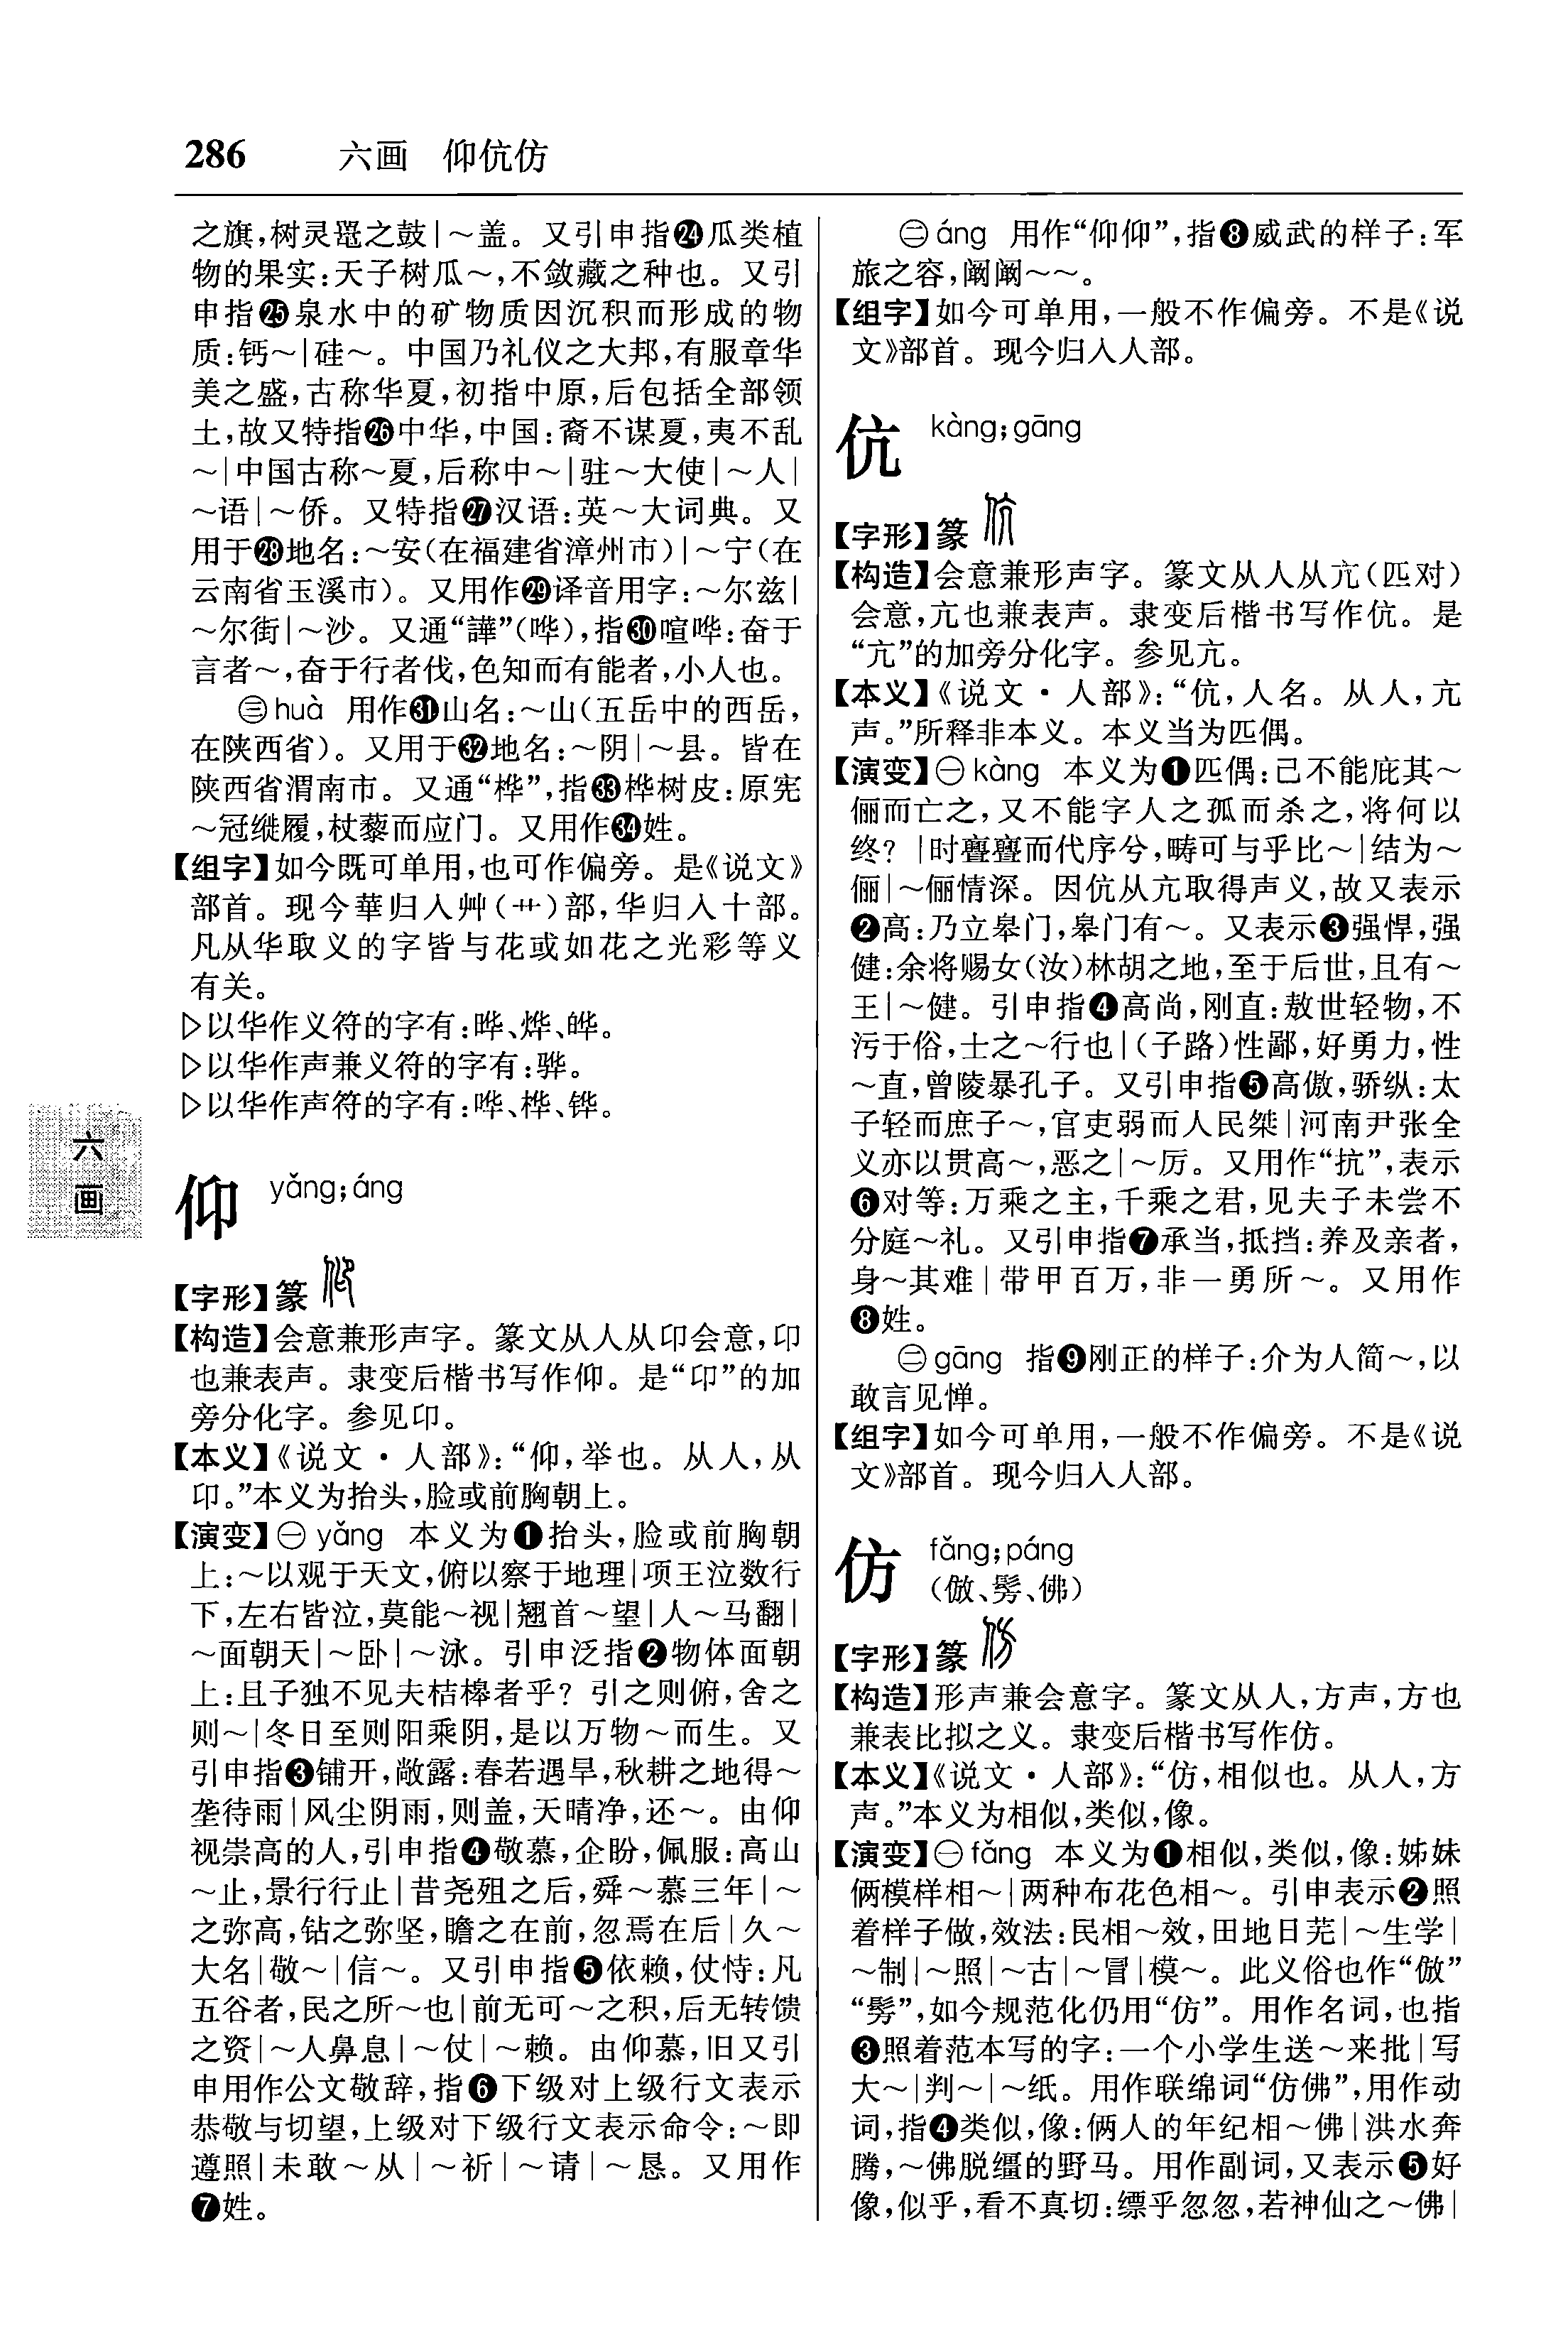 286 六画 仰伉仿
之旗,树灵鼍之鼓|～盖。又引申指㉔瓜类植
物的果实:天子树瓜～,不敛藏之种也。又引
申指㉕泉水中的矿物质因沉积而形成的物
质:钙～|硅～。中国乃礼仪之大邦,有服章华
美之盛,古称华夏,初指中原,后包括全部领
土,故又特指㉖中华,中国:裔不谋夏,夷不乱
～|中国古称～夏,后称中～|驻～大使|～人|
～语|～侨。又特指㉗汉语:英～大词典。又
用于㉘地名:～安(在福建省漳州市)|～宁(在
云南省玉溪市)。又用作㉙译音用字:～尔兹|
～尔街|～沙。又通“譁”(哗),指㉚喧哗:奋于
言者～,奋于行者伐,色知而有能者,小人也。
㊂huà 用作㉛山名:～山(五岳中的西岳,
在陕西省)。又用于㉜地名:～阴|～县。皆在
陕西省渭南市。又通“桦”,指㉝桦树皮:原宪
～冠缝履,杖藜而应门。又用作㉞姓。
【组字】如今既可单用,也可作偏旁。是《说文》
部首。现今華归入艸(艹)部,华归入十部。
凡从华取义的字皆与花或如花之光彩等义
有关。
▷以华作义符的字有:晔、烨、皣。
▷以华作声兼义符的字有:骅。
▷以华作声符的字有:哗、桦、铧。
六画
仰 yǎng;áng
【字形】篆
【构造】会意兼形声字。篆文从人从卬会意,卬
也兼表声。隶变后楷书写作仰。是“卬”的加
旁分化字。参见卬。
【本义】《说文·人部》:“仰,举也。从人,从
卬。”本义为抬头,脸或前胸朝上。
【演变】㊀yǎng 本义为❶抬头,脸或前胸朝
上:～以观于天文,俯以察于地理|项王泣数行
下,左右皆泣,莫能～视|翘首～望|人～马翻|
～面朝天|～卧|～泳。引申泛指❷物体面朝
上:且子独不见夫桔槔者乎? 引之则俯,舍之
则～|冬日至则阳乘阴,是以万物～而生。又
引申指❸铺开,敞露:春若遇旱,秋耕之地得～
垄待雨|风尘阴雨,则盖,天晴净,还～。由仰
视崇高的人,引申指❹敬慕,企盼,佩服:高山
～止,景行行止|昔尧殂之后,舜～慕三年|～
之弥高,钻之弥坚,瞻之在前,忽焉在后|久～
大名|敬～|信～。又引申指❺依赖,仗恃:凡
五谷者,民之所～也|前无可～之积,后无转馈
之资|～人鼻息|～仗|～赖。由仰慕,旧又引
申用作公文敬辞,指❻下级对上级行文表示
恭敬与切望,上级对下级行文表示命令:～即
遵照|未敢～从|～祈|～请|～恳。又用作
❼姓。
㊁áng 用作“仰仰”,指❽威武的样子:军
旅之容,阚阚～～。
【组字】如今可单用,一般不作偏旁。不是《说
文》部首。现今归入人部。
伉 kàng;gāng
【字形】篆
【构造】会意兼形声字。篆文从人从亢(匹对)
会意,亢也兼表声。隶变后楷书写作伉。是
“亢”的加旁分化字。参见亢。
【本义】《说文·人部》:“伉,人名。从人,亢
声。”所释非本义。本义当为匹偶。
【演变】㊀kàng 本义为❶匹偶:己不能庇其～
俪而亡之,又不能字人之孤而杀之,将何以
终? |时亹亹而代序兮,畴可与乎比～|结为～
俪|～俪情深。因伉从亢取得声义,故又表示
❷高:乃立皋门,皋门有～。又表示❸强悍,强
健:余将赐女(汝)林胡之地,至于后世,且有～
王|～健。引申指❹高尚,刚直:敖世轻物,不
污于俗,士之～行也|(子路)性鄙,好勇力,性
～直,曾陵暴孔子。又引申指❺高傲,骄纵:太
子轻而庶子～,官吏弱而人民桀|河南尹张全
义亦以贯高～,恶之|～厉。又用作“抗”,表示
❻对等:万乘之主,千乘之君,见夫子未尝不
分庭～礼。又引申指❼承当,抵挡:养及亲者,
身～其难|带甲百万,非一勇所～。又用作
❽姓。
㊁gāng 指❾刚正的样子:介为人简～,以
敢言见惮。
【组字】如今可单用,一般不作偏旁。不是《说
文》部首。现今归入人部。
仿 fǎng;páng
(倣、髣、彿)
【字形】篆
【构造】形声兼会意字。篆文从人,方声,方也
兼表比拟之义。隶变后楷书写作仿。
【本义】《说文·人部》:“仿,相似也。从人,方
声。”本义为相似,类似,像。
【演变】㊀fǎng 本义为❶相似,类似,像:姊妹
俩模样相～|两种布花色相～。引申表示❷照
着样子做,效法:民相～效,田地日芜|～生学|
～制|～照|～古|～冒|模～。此义俗也作“倣”
“髣”,如今规范化仍用“仿”。用作名词,也指
❸照着范本写的字:一个小学生送～来批|写
大～|判～|～纸。用作联绵词“仿佛”,用作动
词,指❹类似,像:俩人的年纪相～佛|洪水奔
腾,～佛脱缰的野马。用作副词,又表示❺好
像,似乎,看不真切:缥乎忽忽,若神仙之～佛|